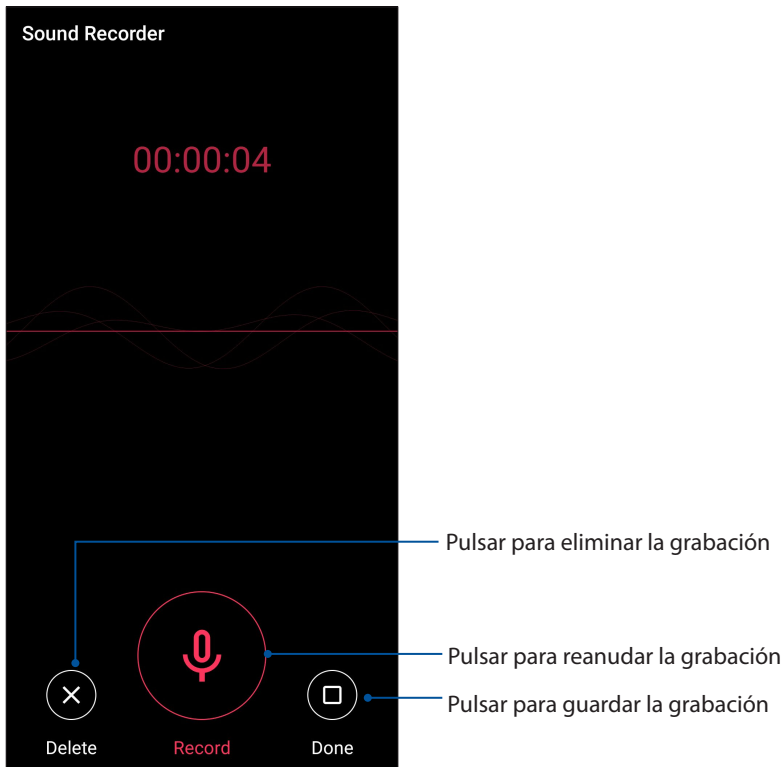 Sound Recorder
00:00:04
Pulsar para eliminar la grabación
Pulsar para reanudar la grabación
Pulsar para guardar la grabación
Delete
Record
Done